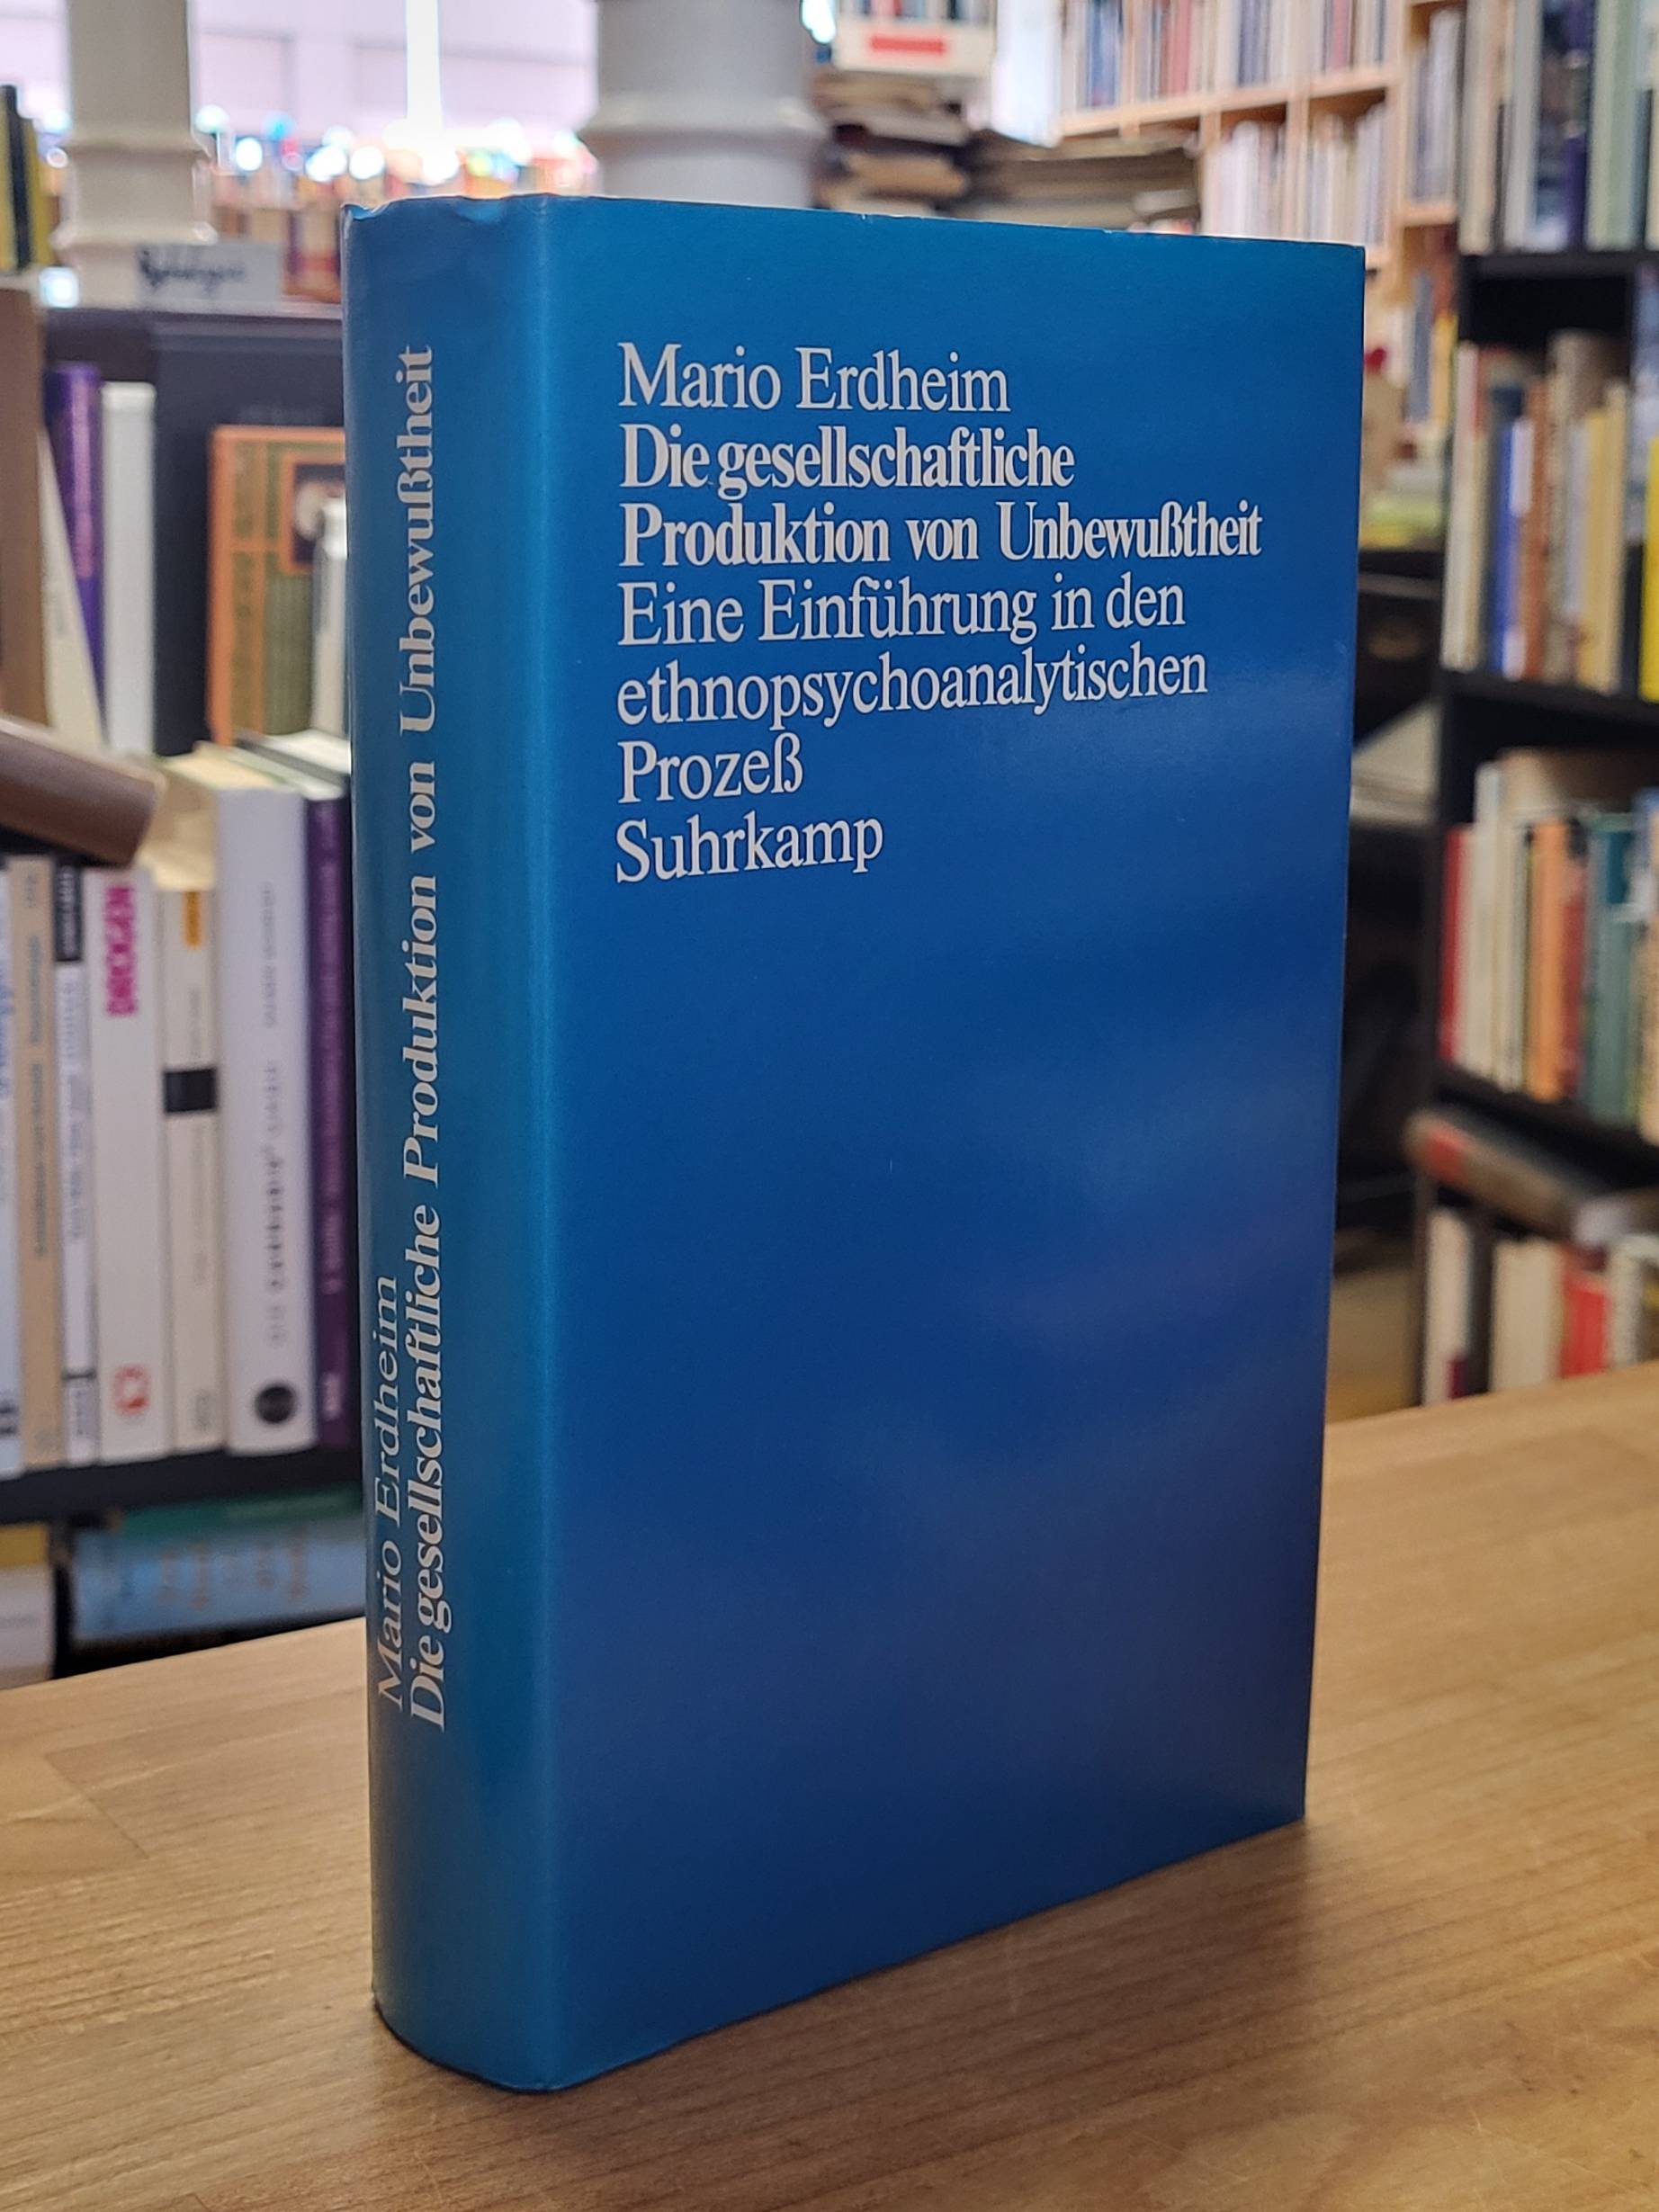 Mario Erdheim
Die gesellschaftliche
Produktion von Unbewußtheit
Eine Einführung in den
ethnopsychoanalytischen
Prozeß
Suhrkamp
Mario Erdheim
Die gesellschaftliche Produktion von Unbewußtheit
DROGEN